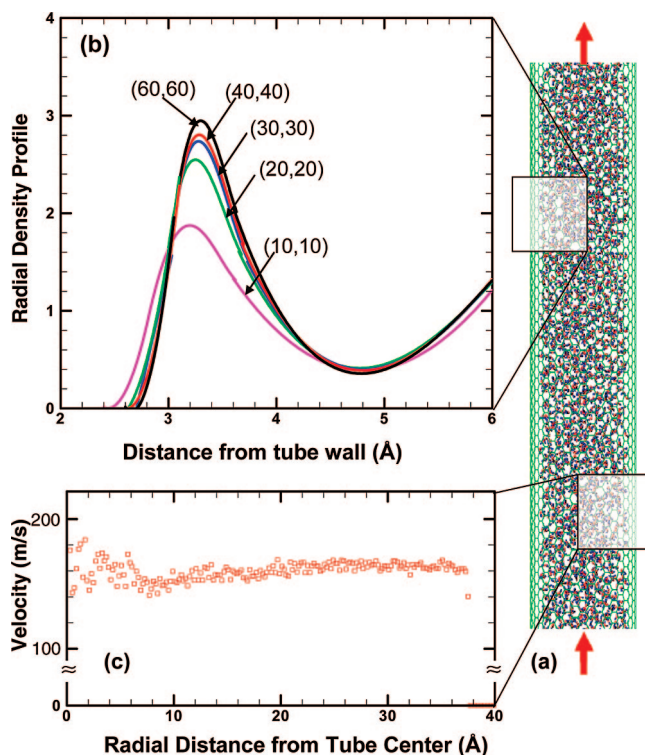 (b)
4
3
2
1
0
Radial Density Profile
(60,60)
(40,40)
(30,30)
(20,20)
(10,10)
2 3 4 5 6
Distance from tube wall (Å)
200
100
0
Velocity (m/s)
≈ (c) ≈
0 10 20 30 40
Radial Distance from Tube Center (Å)
(a)